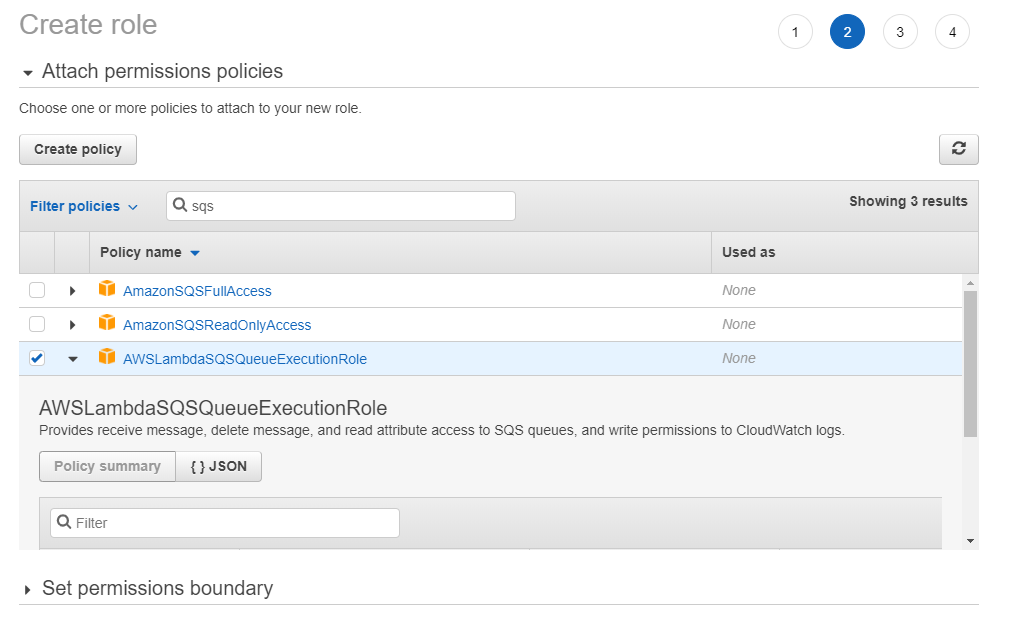 Create role
1 2 3 4
Attach permissions policies
Choose one or more policies to attach to your new role.
Create policy
Filter policies sqs Showing 3 results
Policy name Used as
AmazonSQSFullAccess None
AmazonSQSReadOnlyAccess None
AWSLambdaSQSQueueExecutionRole None
AWSLambdaSQSQueueExecutionRole
Provides receive message, delete message, and read attribute access to SQS queues, and write permissions to CloudWatch logs.
Policy summary { } JSON
Filter
Set permissions boundary